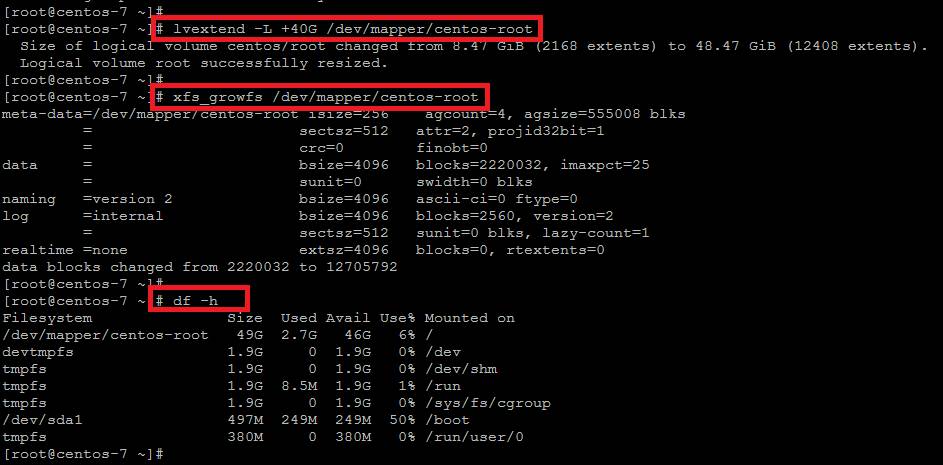 [root@centos-7 ~]#
[root@centos-7 ~]# lvextend -L +40G /dev/mapper/centos-root
  Size of logical volume centos/root changed from 8.47 GiB (2168 extents) to 48.47 GiB (12408 extents).
  Logical volume root successfully resized.
[root@centos-7 ~]#
[root@centos-7 ~]# xfs_growfs /dev/mapper/centos-root
meta-data=/dev/mapper/centos-root isize=256    agcount=4, agsize=555008 blks
         =                       sectsz=512   attr=2, projid32bit=1
         =                       crc=0        finobt=0
data     =                       bsize=4096   blocks=2220032, imaxpct=25
         =                       sunit=0      swidth=0 blks
naming   =version 2              bsize=4096   ascii-ci=0 ftype=0
log      =internal               bsize=4096   blocks=2560, version=2
         =                       sectsz=512   sunit=0 blks, lazy-count=1
realtime =none                   extsz=4096   blocks=0, rtextents=0
data blocks changed from 2220032 to 12705792
[root@centos-7 ~]#
[root@centos-7 ~]# df -h
Filesystem               Size  Used Avail Use% Mounted on
/dev/mapper/centos-root   49G  2.7G   46G   6% /
devtmpfs                 1.9G     0  1.9G   0% /dev
tmpfs                    1.9G     0  1.9G   0% /dev/shm
tmpfs                    1.9G  8.5M  1.9G   1% /run
tmpfs                    1.9G     0  1.9G   0% /sys/fs/cgroup
/dev/sda1                497M  249M  249M  50% /boot
tmpfs                    380M     0  380M   0% /run/user/0
[root@centos-7 ~]#